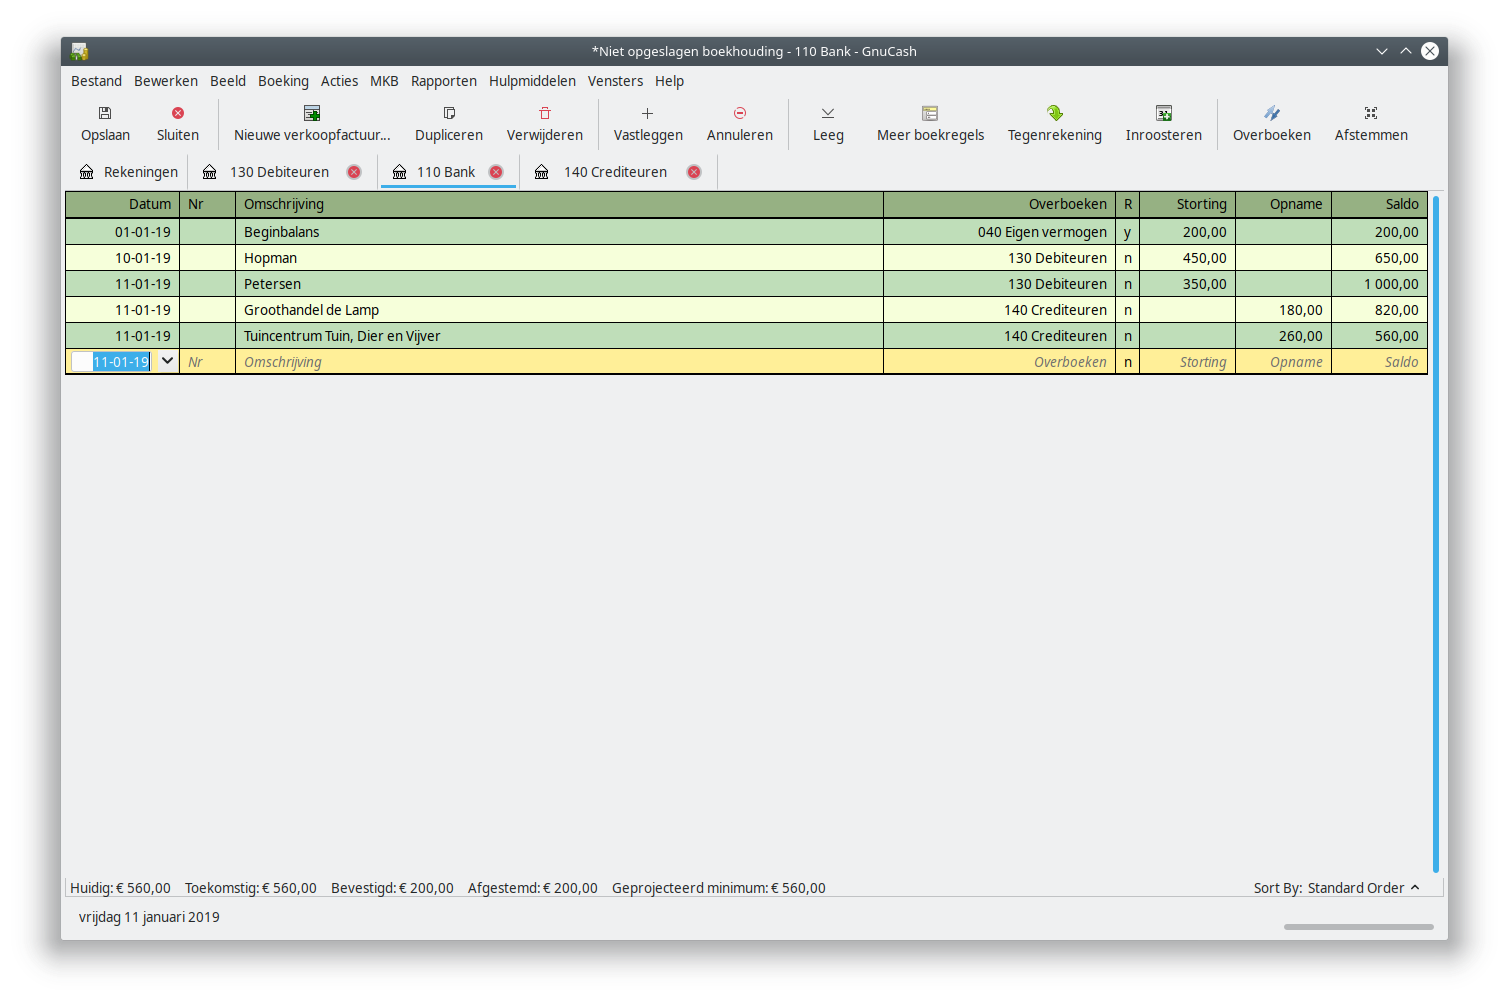 *Niet opgeslagen boekhouding - 110 Bank - GnuCash
Bestand Bewerken Beeld Boeking Acties MKB Rapporten Hulpmiddelen Vensters Help
Opslaan Sluiten Nieuwe verkoopfactuur... Dupliceren Verwijderen Vastleggen Annuleren Leeg Meer boekregels Tegenrekening Inroosteren Overboeken Afstemmen
Rekeningen 130 Debiteuren 110 Bank 140 Crediteuren
Datum Nr Omschrijving Overboeken R Storting Opname Saldo
01-01-19 Beginbalans 040 Eigen vermogen y 200,00 200,00
10-01-19 Hopman 130 Debiteuren n 450,00 650,00
11-01-19 Petersen 130 Debiteuren n 350,00 1 000,00
11-01-19 Groothandel de Lamp 140 Crediteuren n 180,00 820,00
11-01-19 Tuincentrum Tuin, Dier en Vijver 140 Crediteuren n 260,00 560,00
11-01-19 Nr Omschrijving Overboeken n Storting Opname Saldo
Huidig: € 560,00 Toekomstig: € 560,00 Bevestigd: € 200,00 Afgestemd: € 200,00 Geprojecteerd minimum: € 560,00 Sort By: Standard Order
vrijdag 11 januari 2019